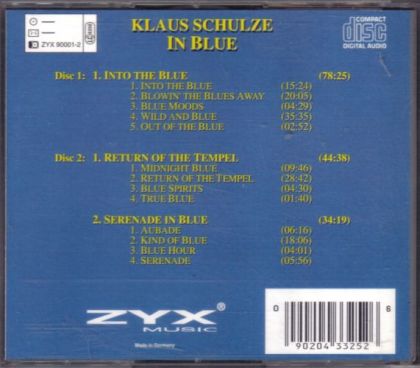 ZYX 90001-2
KLAUS SCHULZE
IN BLUE
COMPACT
disc
DIGITAL AUDIO
Disc 1: 1. INTO THE BLUE (78:25)
1. INTO THE BLUE (15:24)
2. BLOWIN' THE BLUES AWAY (20:05)
3. BLUE MOODS (04:29)
4. WILD AND BLUE (35:35)
5. OUT OF THE BLUE (02:52)
Disc 2: 1. RETURN OF THE TEMPEL (44:38)
1. MIDNIGHT BLUE (09:46)
2. RETURN OF THE TEMPEL (28:42)
3. BLUE SPIRITS (04:30)
4. TRUE BLUE (01:40)
2. SERENADE IN BLUE (34:19)
1. AUBADE (06:16)
2. KIND OF BLUE (18:06)
3. BLUE HOUR (04:01)
4. SERENADE (05:56)
ZYX®
MUSIC
Made in Germany
0 6
90204 33252